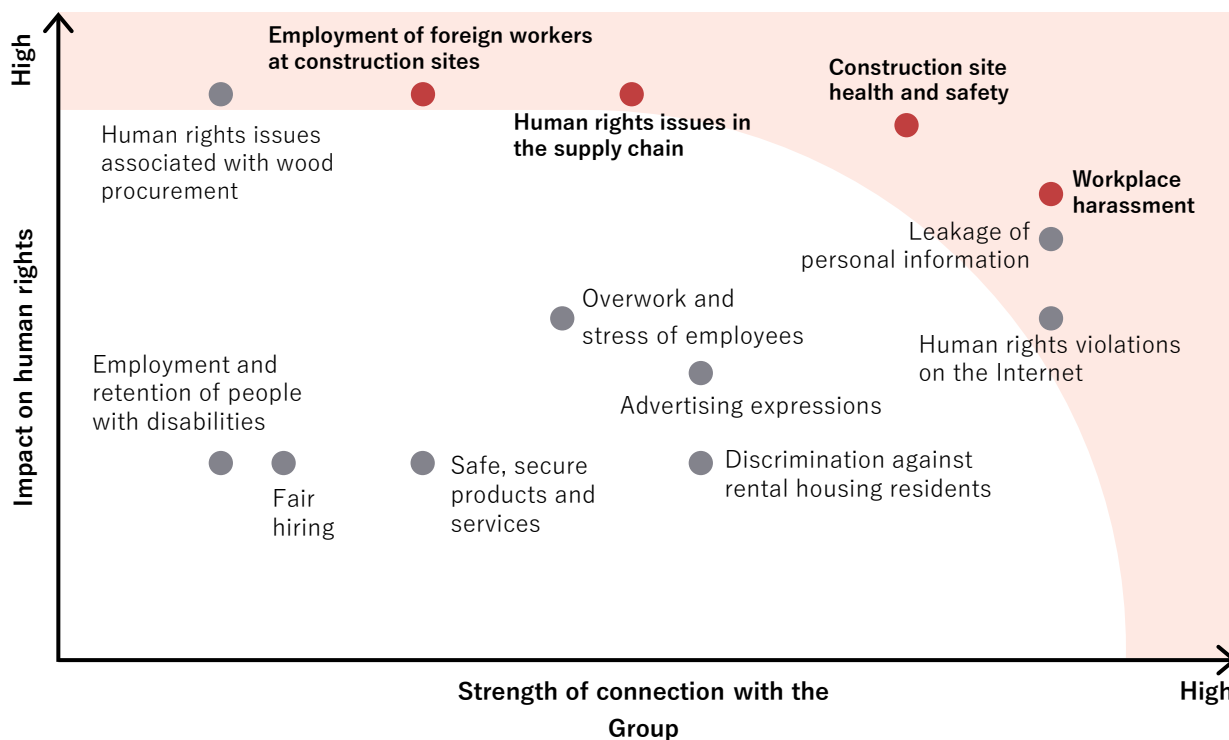 High
Impact on human rights
Employment of foreign workers
at construction sites
Construction site
health and safety
Human rights issues
associated with wood
procurement
Human rights issues in
the supply chain
Workplace
harassment
Leakage of
personal information
Overwork and
stress of employees
Human rights violations
on the Internet
Employment and
retention of people
with disabilities
Advertising expressions
Fair
hiring
Safe, secure
products and
services
Discrimination against
rental housing residents
Strength of connection with the
Group
High